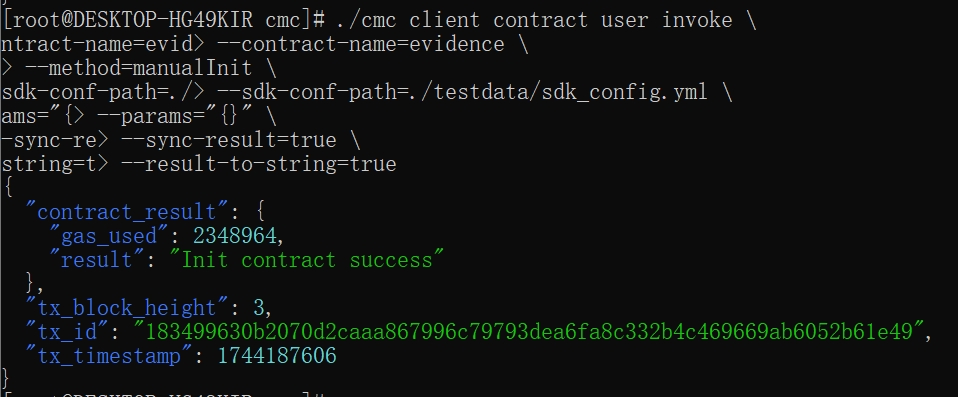 [root@DESKTOP-HG49KIR cmc]# ./cmc client contract user invoke \
ntract-name=evid> --contract-name=evidence \
> --method=manualInit \
sdk-conf-path=./> --sdk-conf-path=./testdata/sdk_config.yml \
ams="{> --params="{}" \
-sync-re> --sync-result=true \
string=t> --result-to-string=true
{
  "contract_result": {
    "gas_used": 2348964,
    "result": "Init contract success"
  },
  "tx_block_height": 3,
  "tx_id": "183499630b2070d2caaa867996c79793dea6fa8c332b4c469669ab6052b61e49",
  "tx_timestamp": 1744187606
}